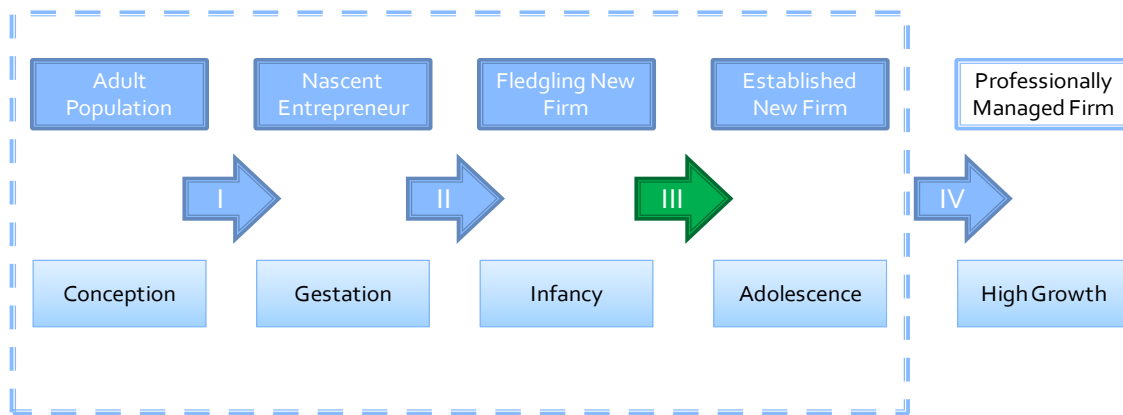 Adult
Population
Nascent
Entrepreneur
Fledgling New
Firm
Established
New Firm
Professionally
Managed Firm
I
II
III
IV
Conception
Gestation
Infancy
Adolescence
High Growth